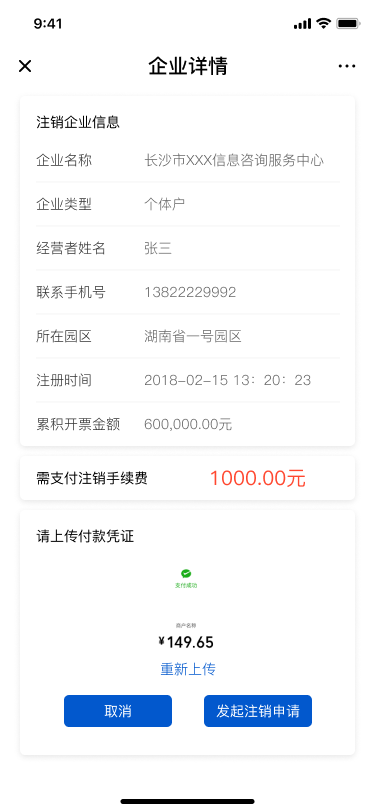 9:41
企业详情
注销企业信息
企业名称 长沙市XXX信息咨询服务中心
企业类型 个体户
经营者姓名 张三
联系手机号 13822229992
所在园区 湖南省一号园区
注册时间 2018-02-15 13：20：23
累积开票金额 600,000.00元
需支付注销手续费 1000.00元
请上传付款凭证
支付成功
商户名称
¥149.65
重新上传
取消 发起注销申请